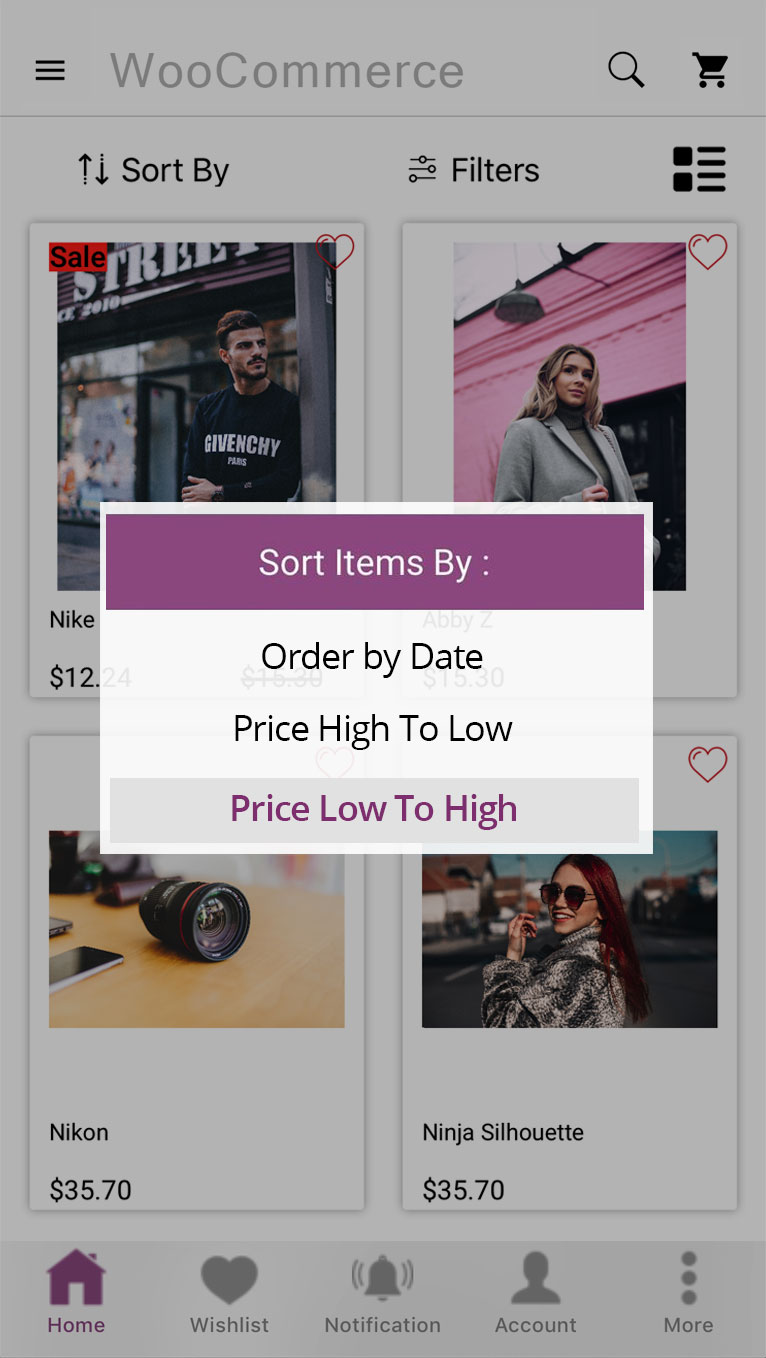 WooCommerce
Sort By
Filters
Sale
STREET
CE 2010
GIVENCHY
PARIS
Sort Items By :
Nike
Abby Z
Order by Date
$12.24
$15.30
$15.30
Price High To Low
Price Low To High
Nikon
Ninja Silhouette
$35.70
$35.70
Home
Wishlist
Notification
Account
More